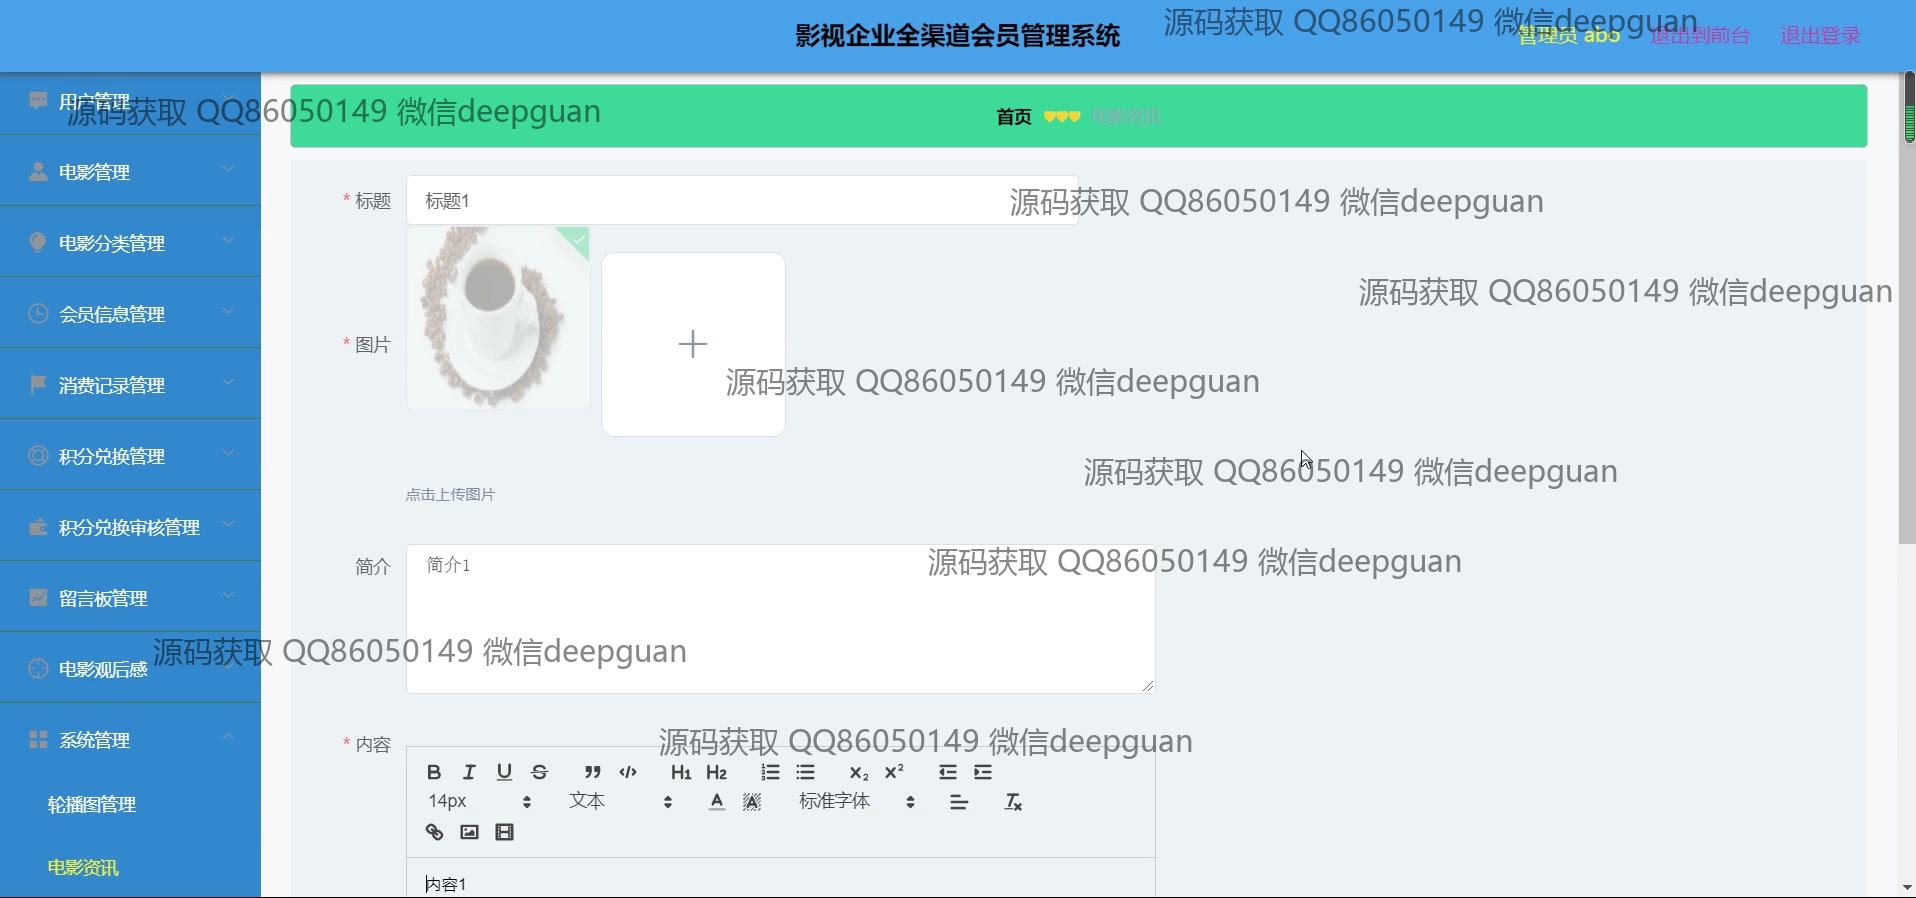 影视企业全渠道会员管理系统
源码获取 QQ86050149 微信deepguan
管理员 abo
退出到前台
退出登录
用户管理
源码获取 QQ86050149 微信deepguan
首页
电影资讯
电影管理
* 标题
标题1
源码获取 QQ86050149 微信deepguan
电影分类管理
源码获取 QQ86050149 微信deepguan
会员信息管理
* 图片
源码获取 QQ86050149 微信deepguan
消费记录管理
积分兑换管理
源码获取 QQ86050149 微信deepguan
点击上传图片
积分兑换审核管理
简介
简介1
源码获取 QQ86050149 微信deepguan
留言板管理
源码获取 QQ86050149 微信deepguan
电影观后感
系统管理
* 内容
源码获取 QQ86050149 微信deepguan
B I U S H1 H2 X2 X2
14px 文本 A A 标准字体 Tx
轮播图管理
电影资讯
内容1